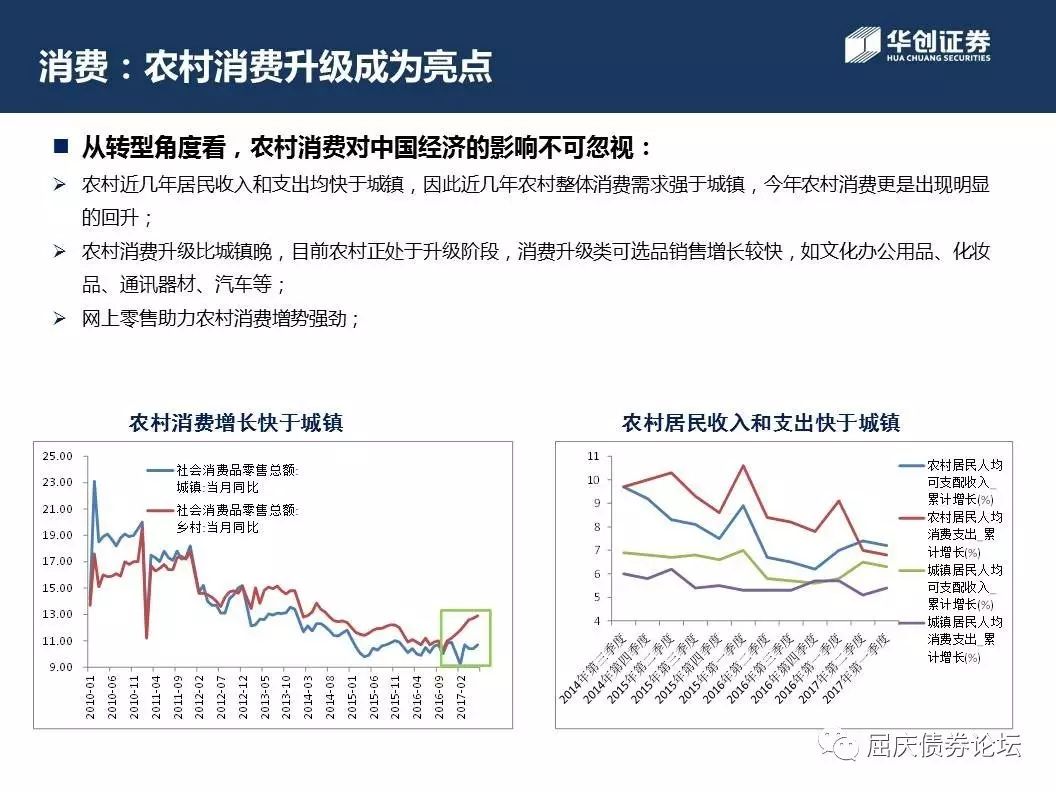 消费：农村消费升级成为亮点
华创证券
HUA CHUANG SECURITIES
从转型角度看，农村消费对中国经济的影响不可忽视：
农村近几年居民收入和支出均快于城镇，因此近几年农村整体消费需求强于城镇，今年农村消费更是出现明显
的回升；
农村消费升级比城镇晚，目前农村正处于升级阶段，消费升级类可选品销售增长较快，如文化办公用品、化妆
品、通讯器材、汽车等；
网上零售助力农村消费增势强劲；
农村消费增长快于城镇
25.00
23.00
21.00
19.00
17.00
15.00
13.00
11.00
9.00
社会消费品零售总额:
城镇:当月同比
社会消费品零售总额:
乡村:当月同比
2010-01
2010-06
2010-11
2011-04
2011-09
2012-02
2012-07
2012-12
2013-05
2013-10
2014-03
2014-08
2015-01
2015-06
2015-11
2016-04
2016-09
2017-02
农村居民收入和支出快于城镇
11
10
9
8
7
6
5
4
农村居民人均
可支配收入_
累计增长(%)
农村居民人均
消费支出_累
计增长(%)
城镇居民人均
可支配收入_
累计增长(%)
城镇居民人均
消费支出_累
计增长(%)
2014年第三季度
2014年第四季度
2015年第一季度
2015年第二季度
2015年第三季度
2015年第四季度
2016年第一季度
2016年第二季度
2016年第三季度
2016年第四季度
2017年第一季度
2017年第二季度
屈庆债券论坛